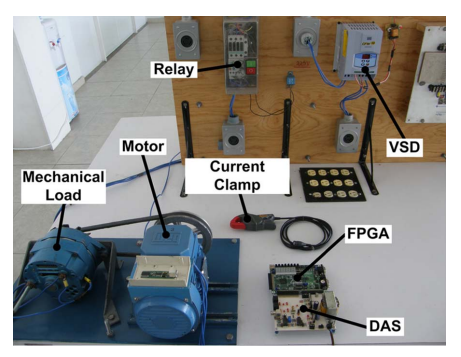 Relay
VSD
Motor
Current
Clamp
Mechanical
Load
FPGA
DAS